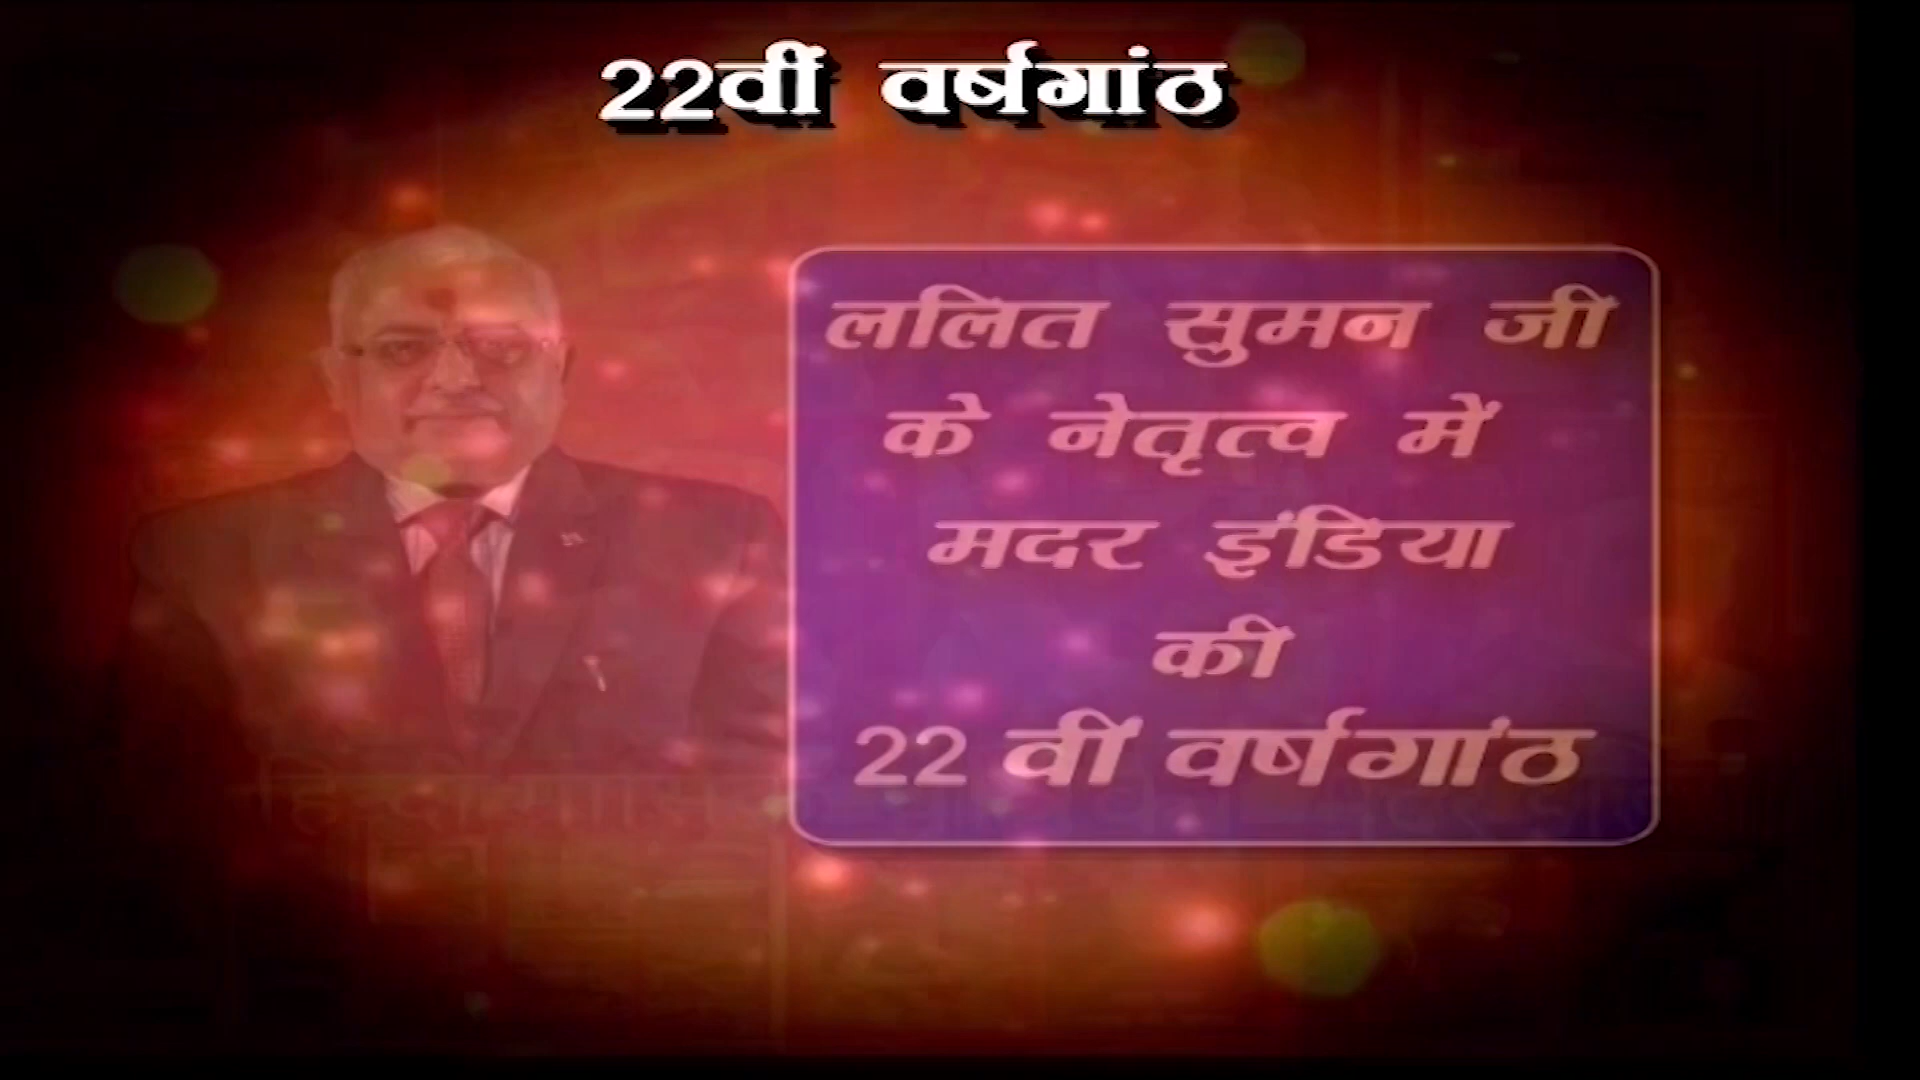 22वीं वर्षगांठ
ललित सुमन जी
के नेतृत्व में
मदर इंडिया
की
22 वीं वर्षगांठ